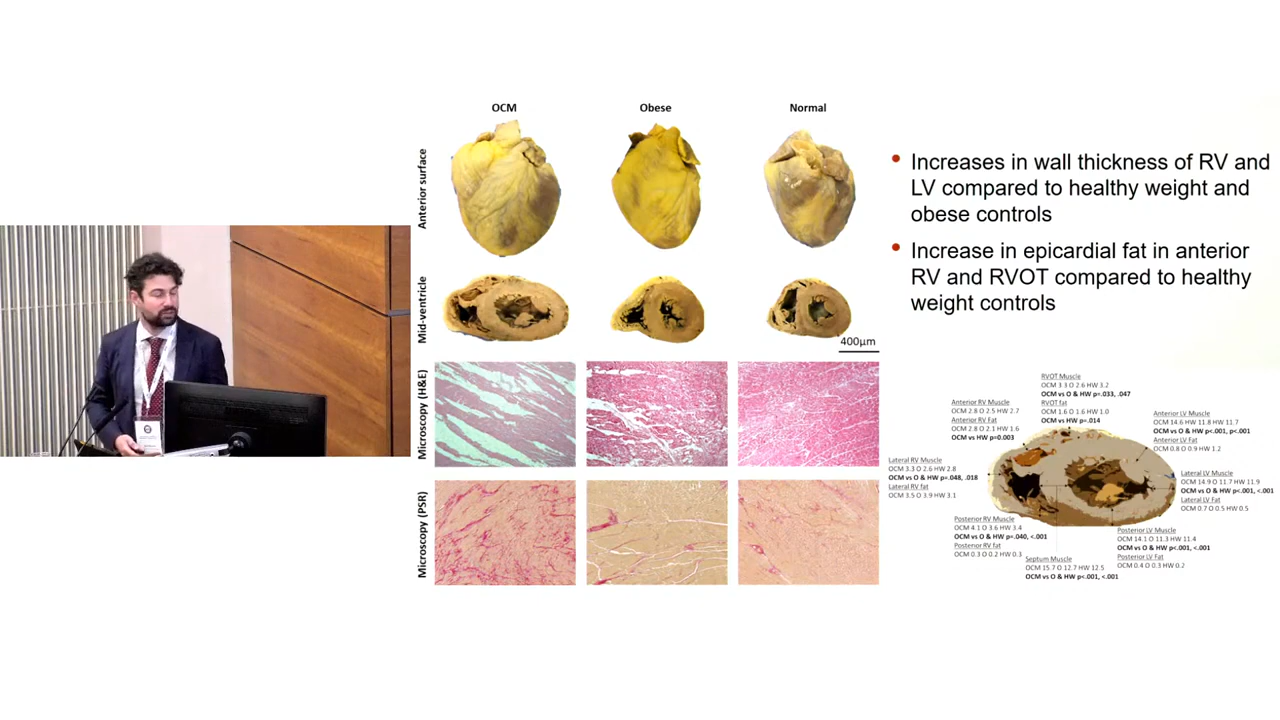 OCM
Obese
Normal
Anterior surface
Mid-ventricle
400µm
Microscopy (H&E)
Microscopy (PSR)
Increases in wall thickness of RV and
LV compared to healthy weight and
obese controls
Increase in epicardial fat in anterior
RV and RVOT compared to healthy
weight controls
RVOT Muscle
OCM 3.3 O 2.6 HW 3.2
OCM vs O & HW p=.033, .047
RVOT fat
OCM 1.6 O 1.6 HW 1.0
OCM vs HW p=.014
Anterior RV Muscle
OCM 2.8 O 2.5 HW 2.7
Anterior RV Fat
OCM 2.8 O 2.1 HW 1.6
OCM vs HW p=0.003
Anterior LV Muscle
OCM 14.6 HW 11.8 HW 11.7
OCM vs O & HW p<.001, p<.001
Anterior LV Fat
OCM 0.8 O 0.9 HW 1.2
Lateral RV Muscle
OCM 3.3 O 2.6 HW 2.8
OCM vs O & HW p=.048, .018
Lateral RV fat
OCM 3.5 O 3.9 HW 3.1
Lateral LV Muscle
OCM 14.9 O 11.7 HW 11.9
OCM vs O & HW p<.001, <.001
Lateral LV Fat
OCM 0.7 O 0.5 HW 0.5
Posterior RV Muscle
OCM 4.1 O 3.6 HW 3.4
OCM vs O & HW p=.040, <.001
Posterior RV fat
OCM 0.3 O 0.2 HW 0.3
Posterior LV Muscle
OCM 14.1 O 11.3 HW 11.4
OCM vs O & HW p<.001, <.001
Posterior LV Fat
OCM 0.4 O 0.3 HW 0.2
Septum Muscle
OCM 15.7 O 12.7 HW 12.5
OCM vs O & HW p<.001, <.001